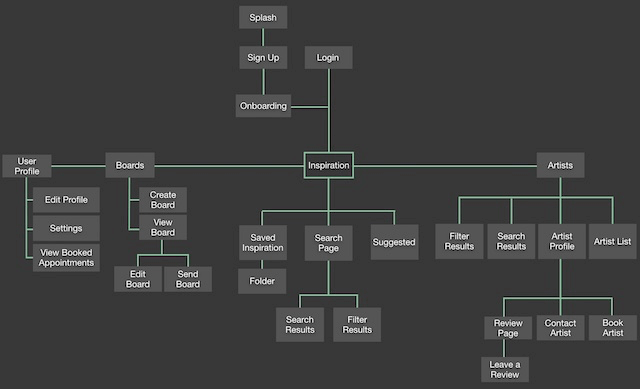 Splash
Sign Up
Login
Onboarding
User
Profile
Boards
Inspiration
Artists
Edit Profile
Settings
View Booked
Appointments
Create
Board
View
Board
Edit
Board
Send
Board
Saved
Inspiration
Folder
Search
Page
Suggested
Search
Results
Filter
Results
Filter
Results
Search
Results
Artist
Profile
Artist List
Review
Page
Contact
Artist
Book
Artist
Leave a
Review